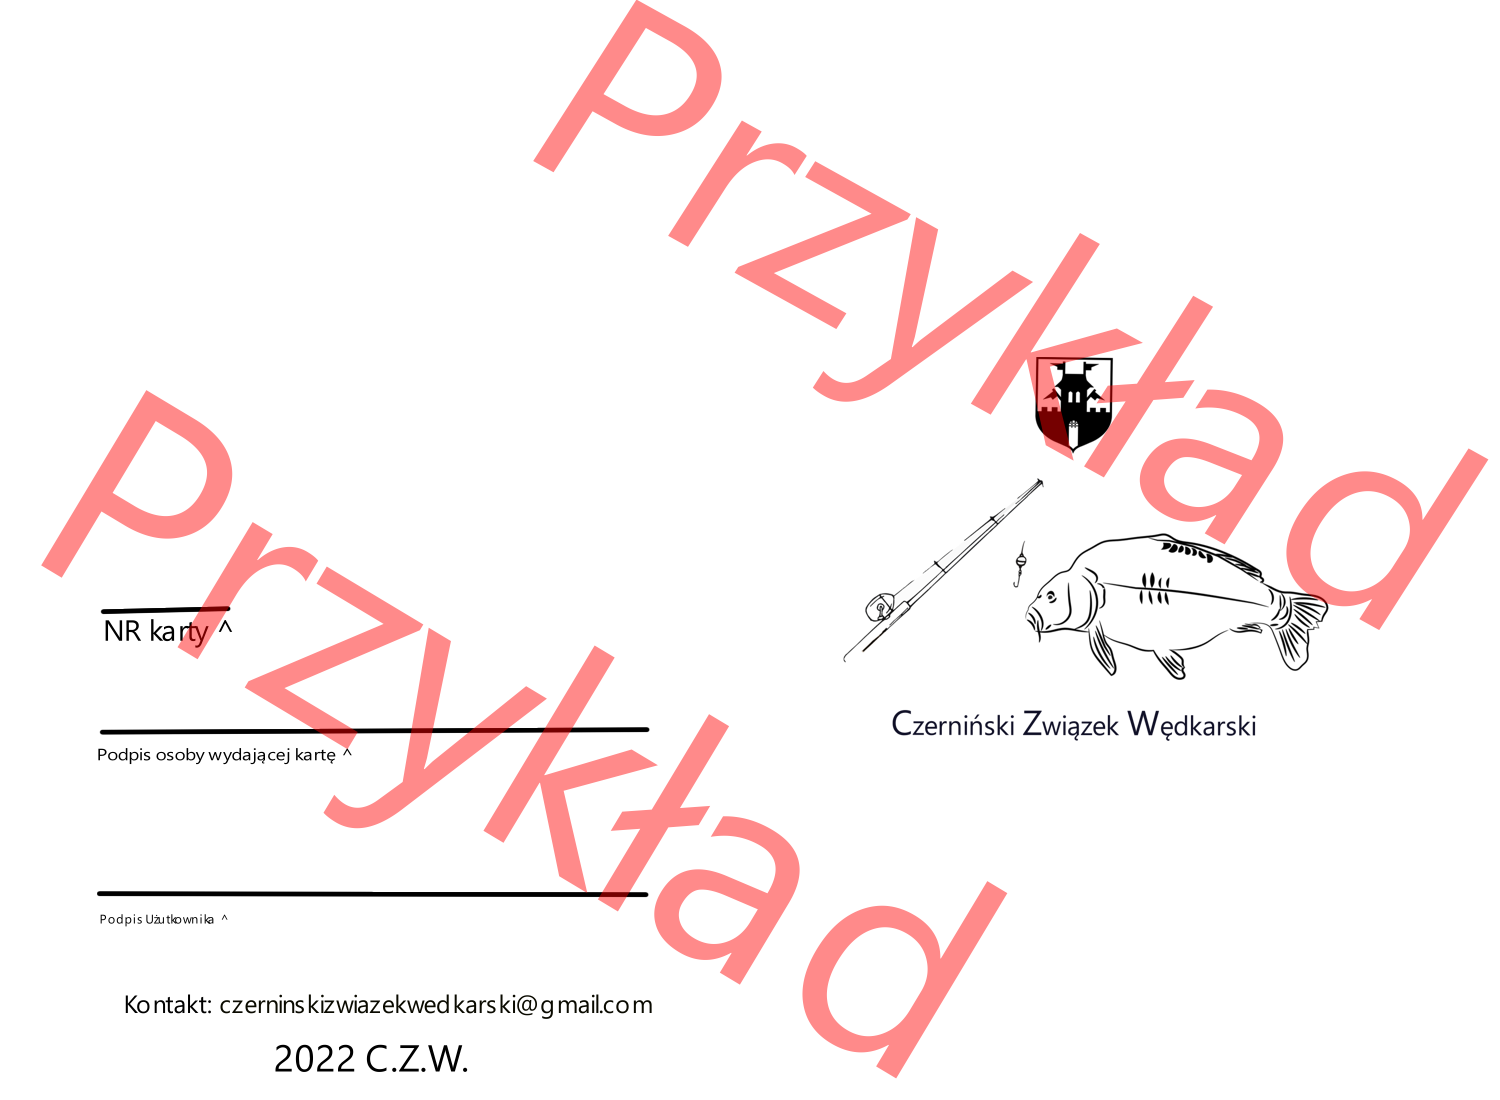 Przykład
Przykład
NR karty ^
Podpis osoby wydającej kartę ^
Podpis Użutkownika ^
Kontakt: czerninskizwiazekwedkarski@gmail.com
2022 C.Z.W.
Czerniński Związek Wędkarski